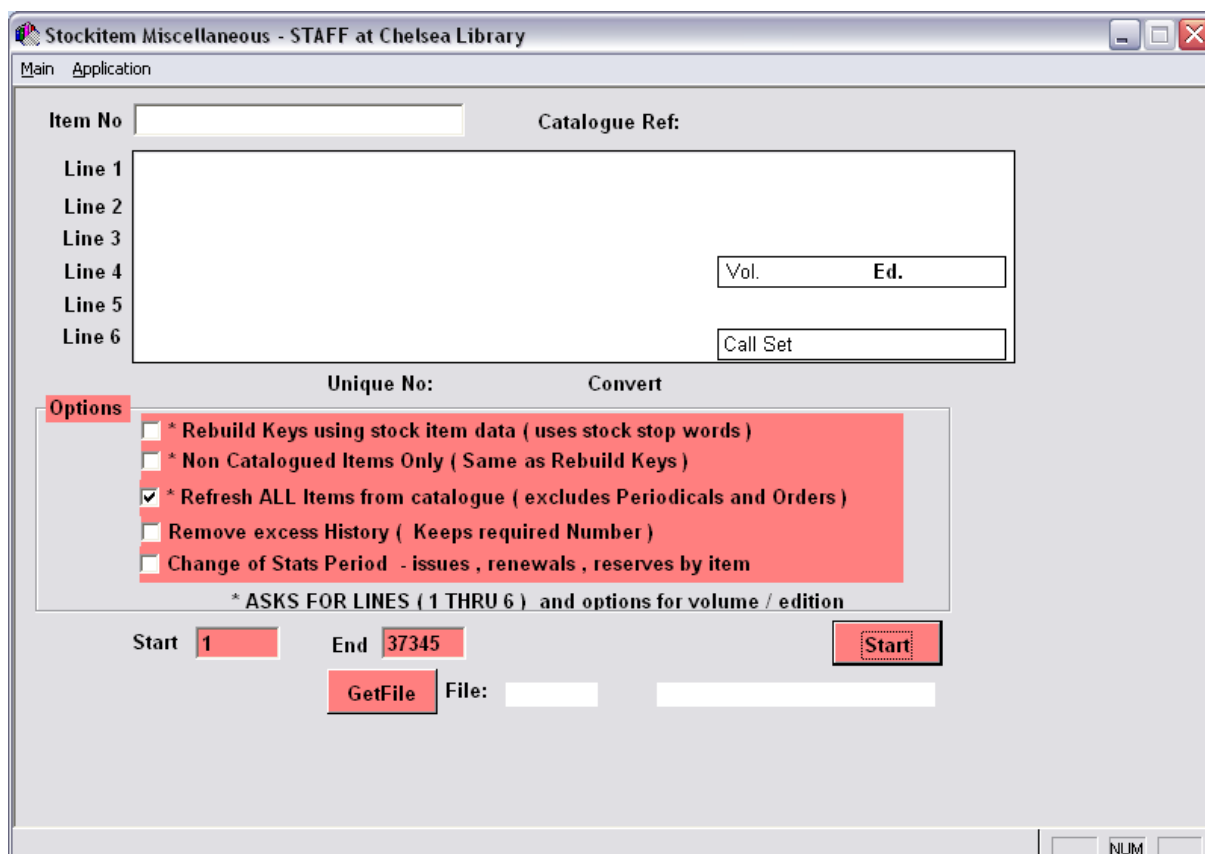 Stockitem Miscellaneous - STAFF at Chelsea Library
Main Application
Item No Catalogue Ref:
Line 1
Line 2
Line 3
Line 4 Vol. Ed.
Line 5
Line 6 Call Set
Unique No: Convert
Options
* Rebuild Keys using stock item data ( uses stock stop words )
* Non Catalogued Items Only ( Same as Rebuild Keys )
* Refresh ALL Items from catalogue ( excludes Periodicals and Orders )
Remove excess History ( Keeps required Number )
Change of Stats Period - issues , renewals , reserves by item
* ASKS FOR LINES ( 1 THRU 6 ) and options for volume / edition
Start 1 End 37345 Start
GetFile File:
NUM